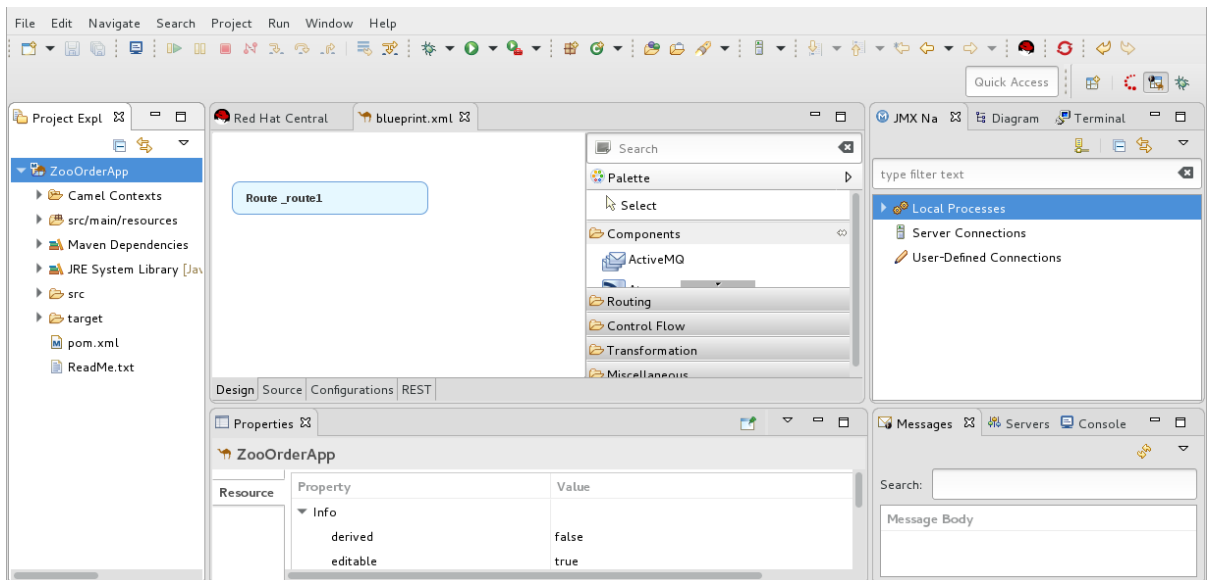 File Edit Navigate Search Project Run Window Help
Quick Access
Project Expl
ZooOrderApp
Camel Contexts
src/main/resources
Maven Dependencies
JRE System Library
src
target
pom.xml
ReadMe.txt
Red Hat Central
blueprint.xml
Route _route1
Search
Palette
Select
Components
ActiveMQ
Routing
Control Flow
Transformation
Miscellaneous
Design Source Configurations REST
JMX Na Diagram Terminal
type filter text
Local Processes
Server Connections
User-Defined Connections
Properties
ZooOrderApp
Resource
Property Value
Info
derived false
editable true
Messages Servers Console
Search:
Message Body